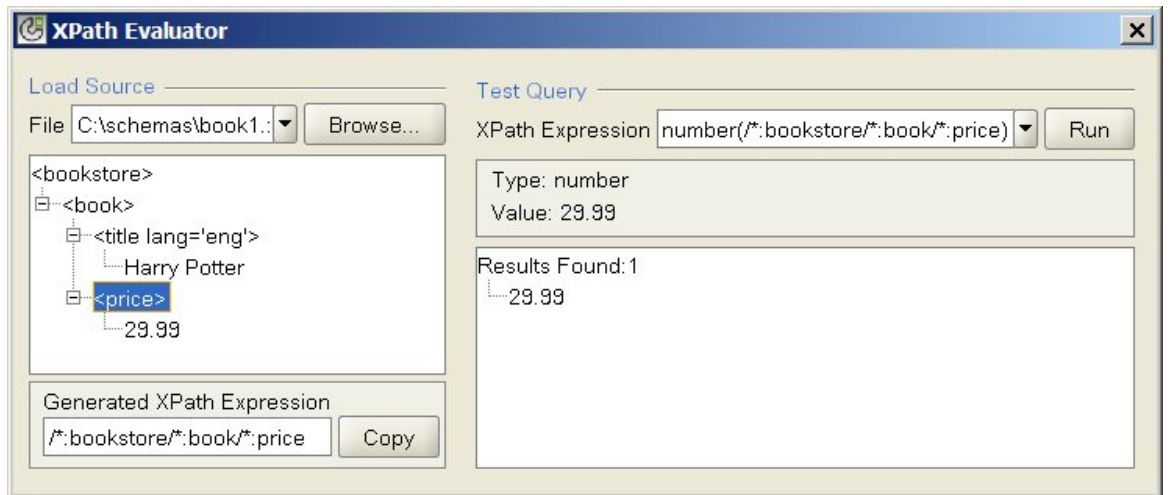 XPath Evaluator
Load Source
File C:\schemas\book1.: Browse...
<bookstore>
<book>
<title lang='eng'>
Harry Potter
<price>
29.99
Generated XPath Expression
/*:bookstore/*:book/*:price Copy
Test Query
XPath Expression number(/*:bookstore/*:book/*:price) Run
Type: number
Value: 29.99
Results Found:1
29.99